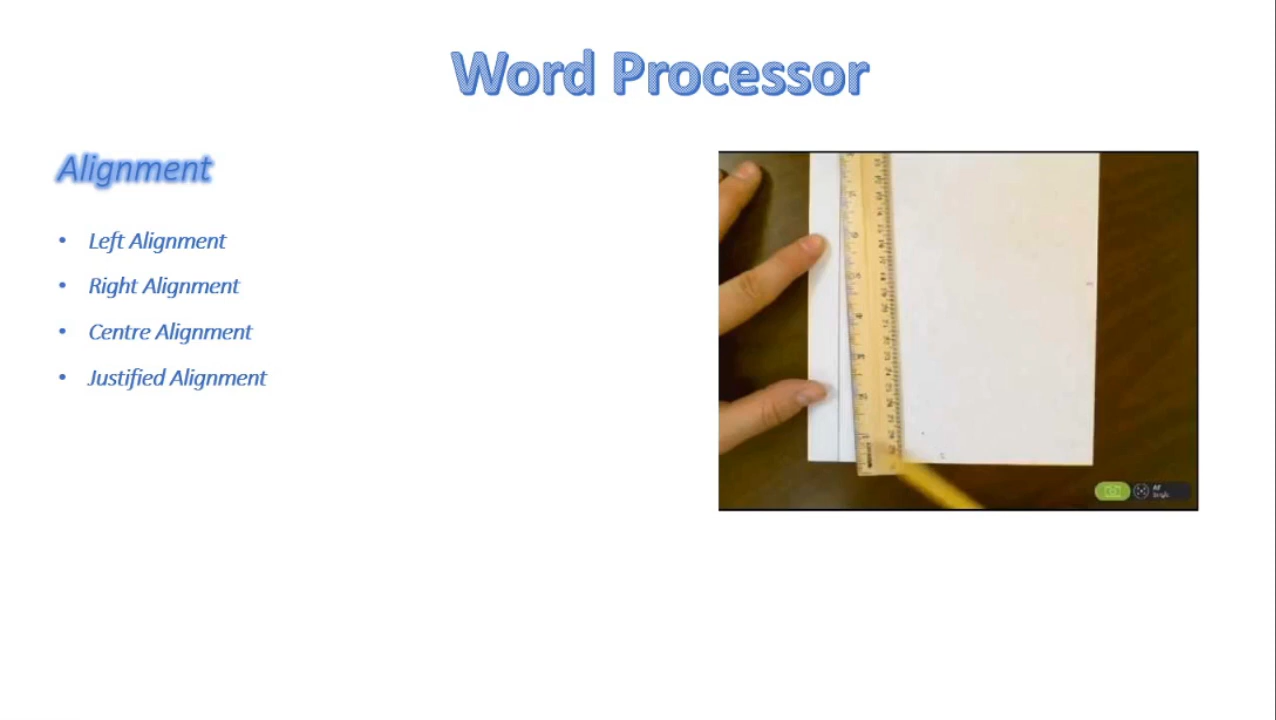 Word Processor
Alignment
• Left Alignment
• Right Alignment
• Centre Alignment
• Justified Alignment